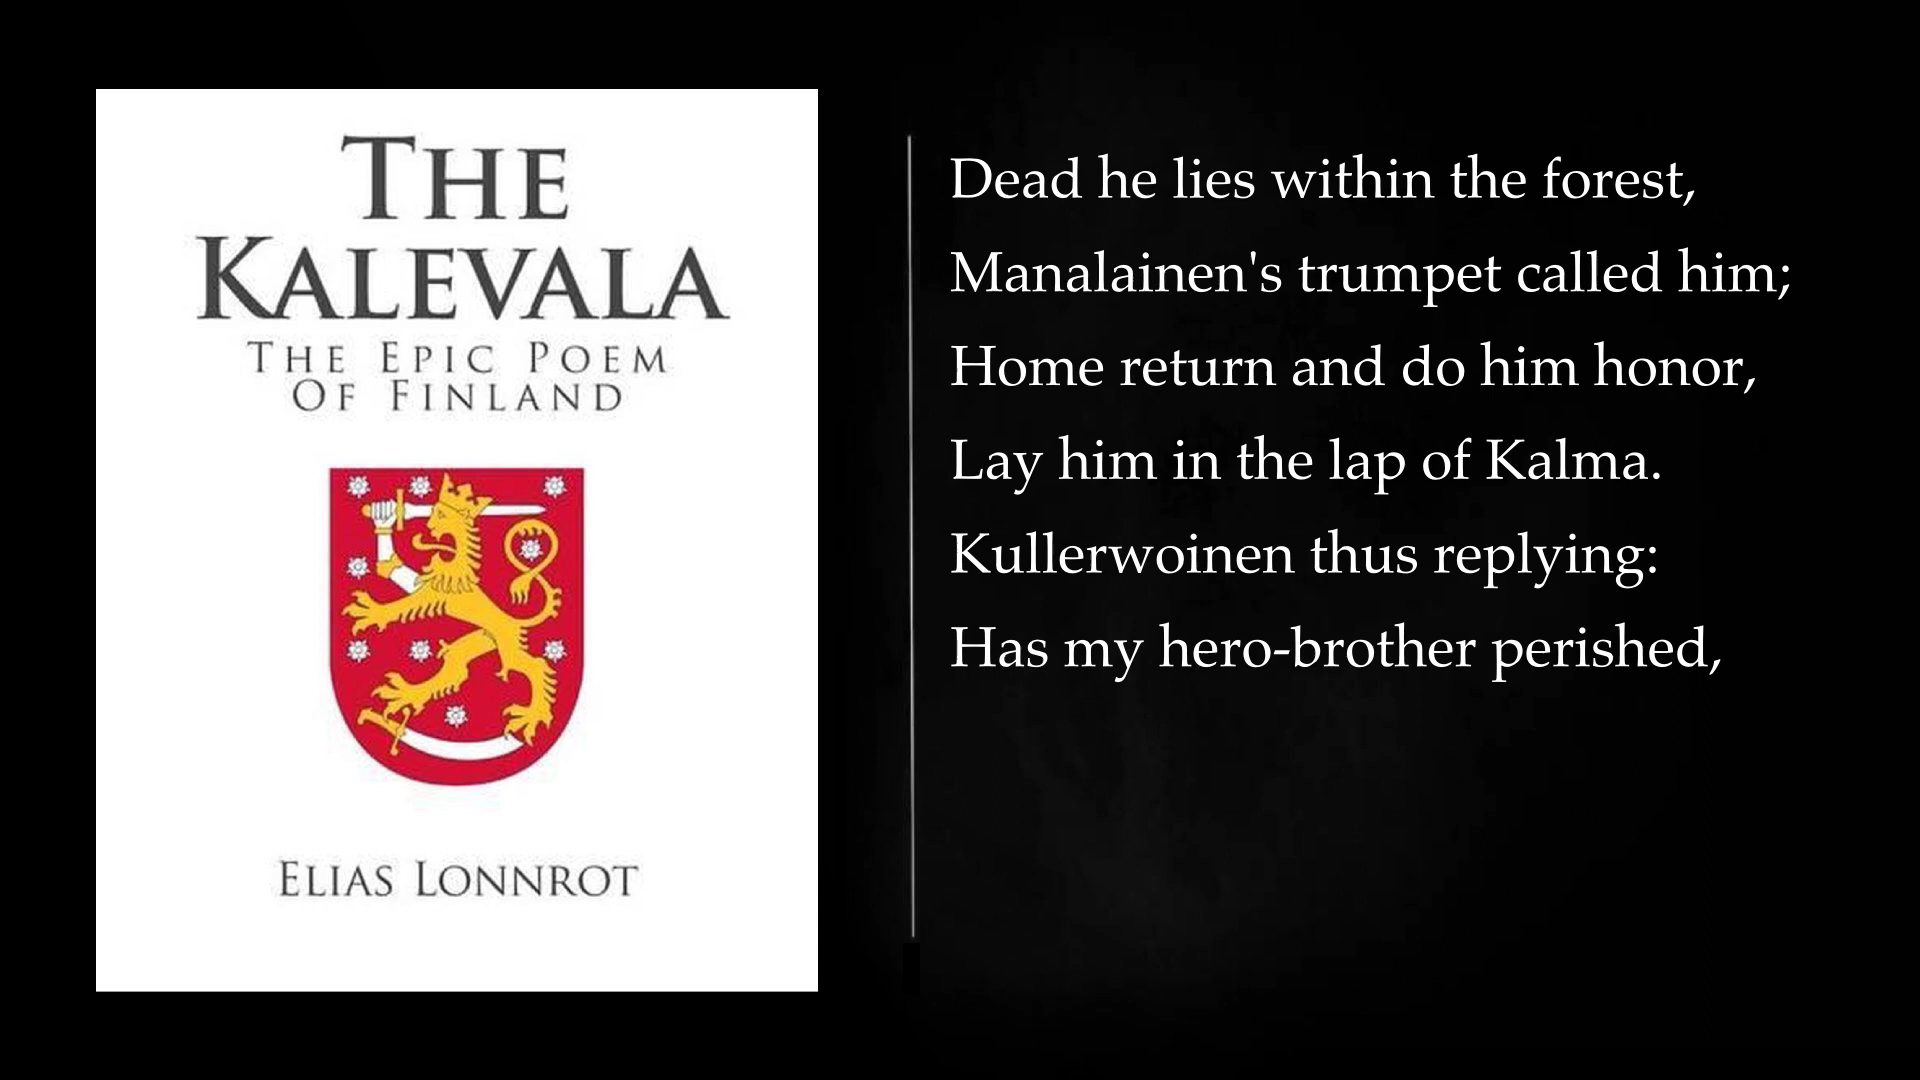 THE
KALEVALA
THE EPIC POEM
OF FINLAND
ELIAS LONNROT
Dead he lies within the forest,
Manalainen's trumpet called him;
Home return and do him honor,
Lay him in the lap of Kalma.
Kullerwoinen thus replying:
Has my hero-brother perished,